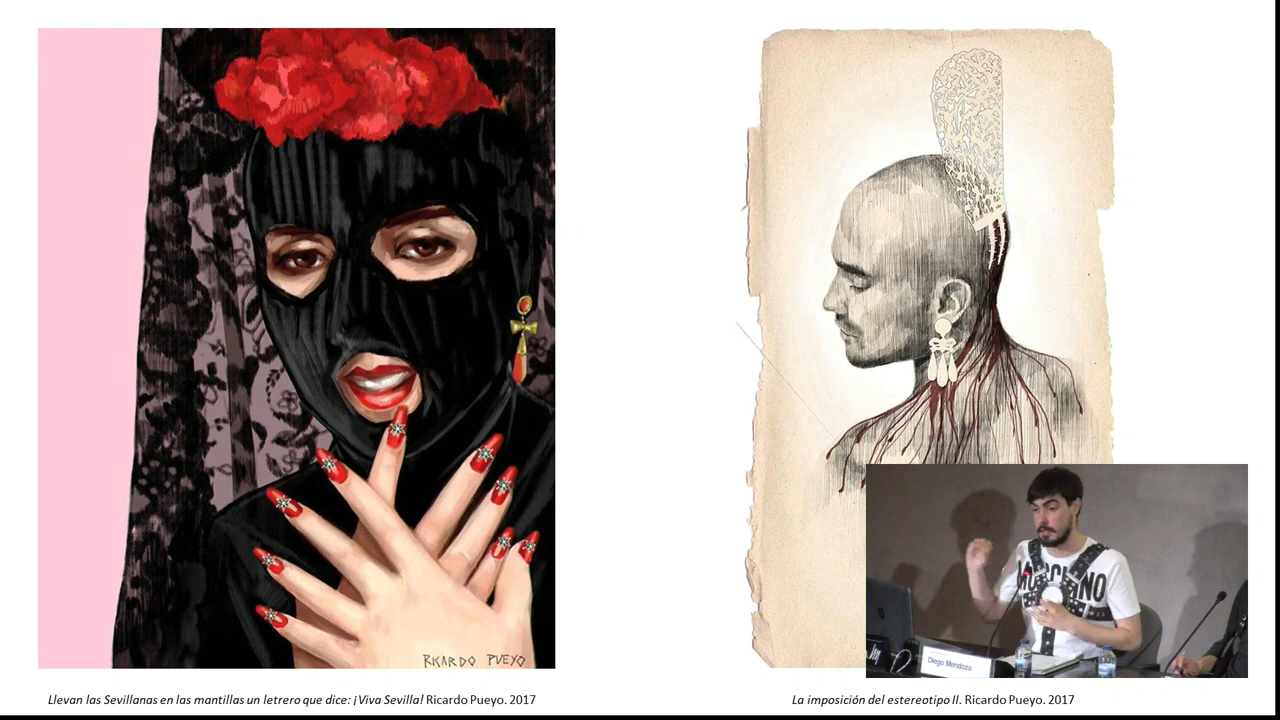 RICARDO PUEYO
Llevan las Sevillanas en las mantillas un letrero que dice: ¡Viva Sevilla! Ricardo Pueyo. 2017
La imposición del estereotipo II. Ricardo Pueyo. 2017
Diego Mendoza